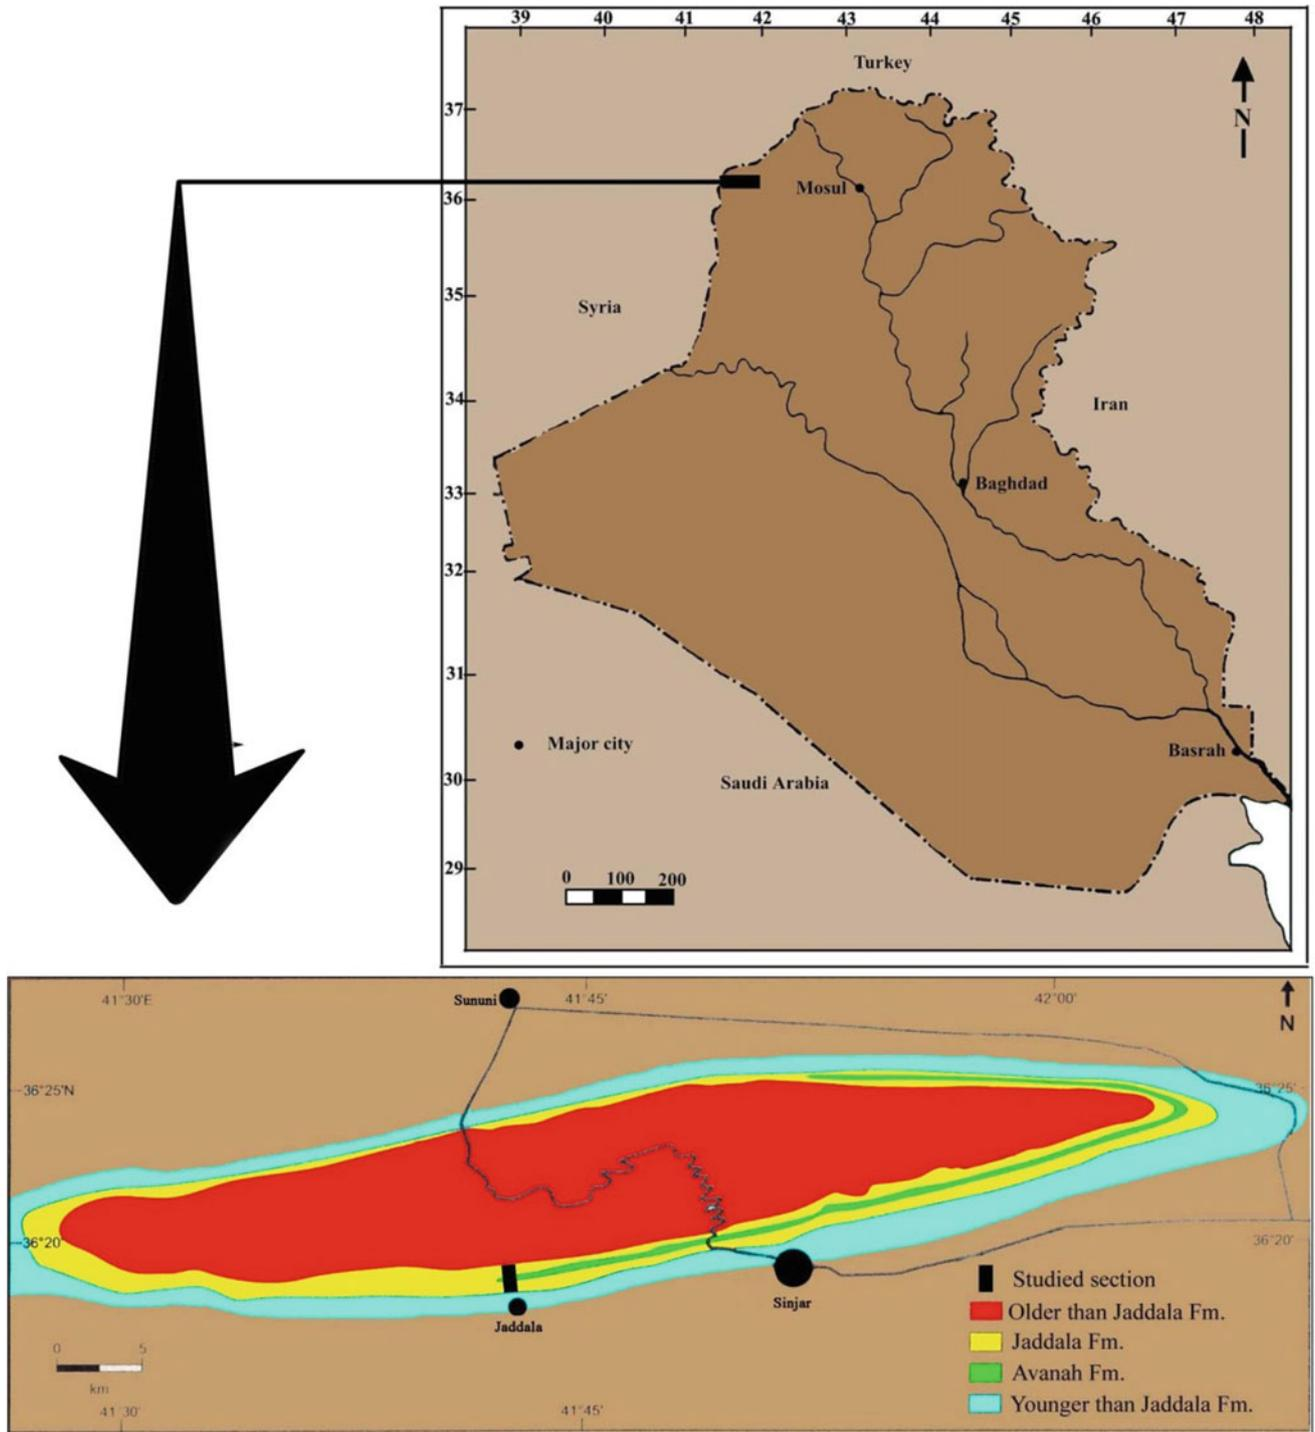 39 40 41 42 43 44 45 46 47 48
Turkey
N
37
36
35
34
33
32
31
30
29
Mosul
Syria
Iran
Baghdad
Basrah
Major city
Saudi Arabia
0 100 200
41°30'E 41°45' 42°00'
Sununi
N
36°25'N 36°25'
36°20' 36°20'
Sinjar
Jaddala
Studied section
Older than Jaddala Fm.
Jaddala Fm.
Avanah Fm.
Younger than Jaddala Fm.
0 5
km
41°30' 41°45'